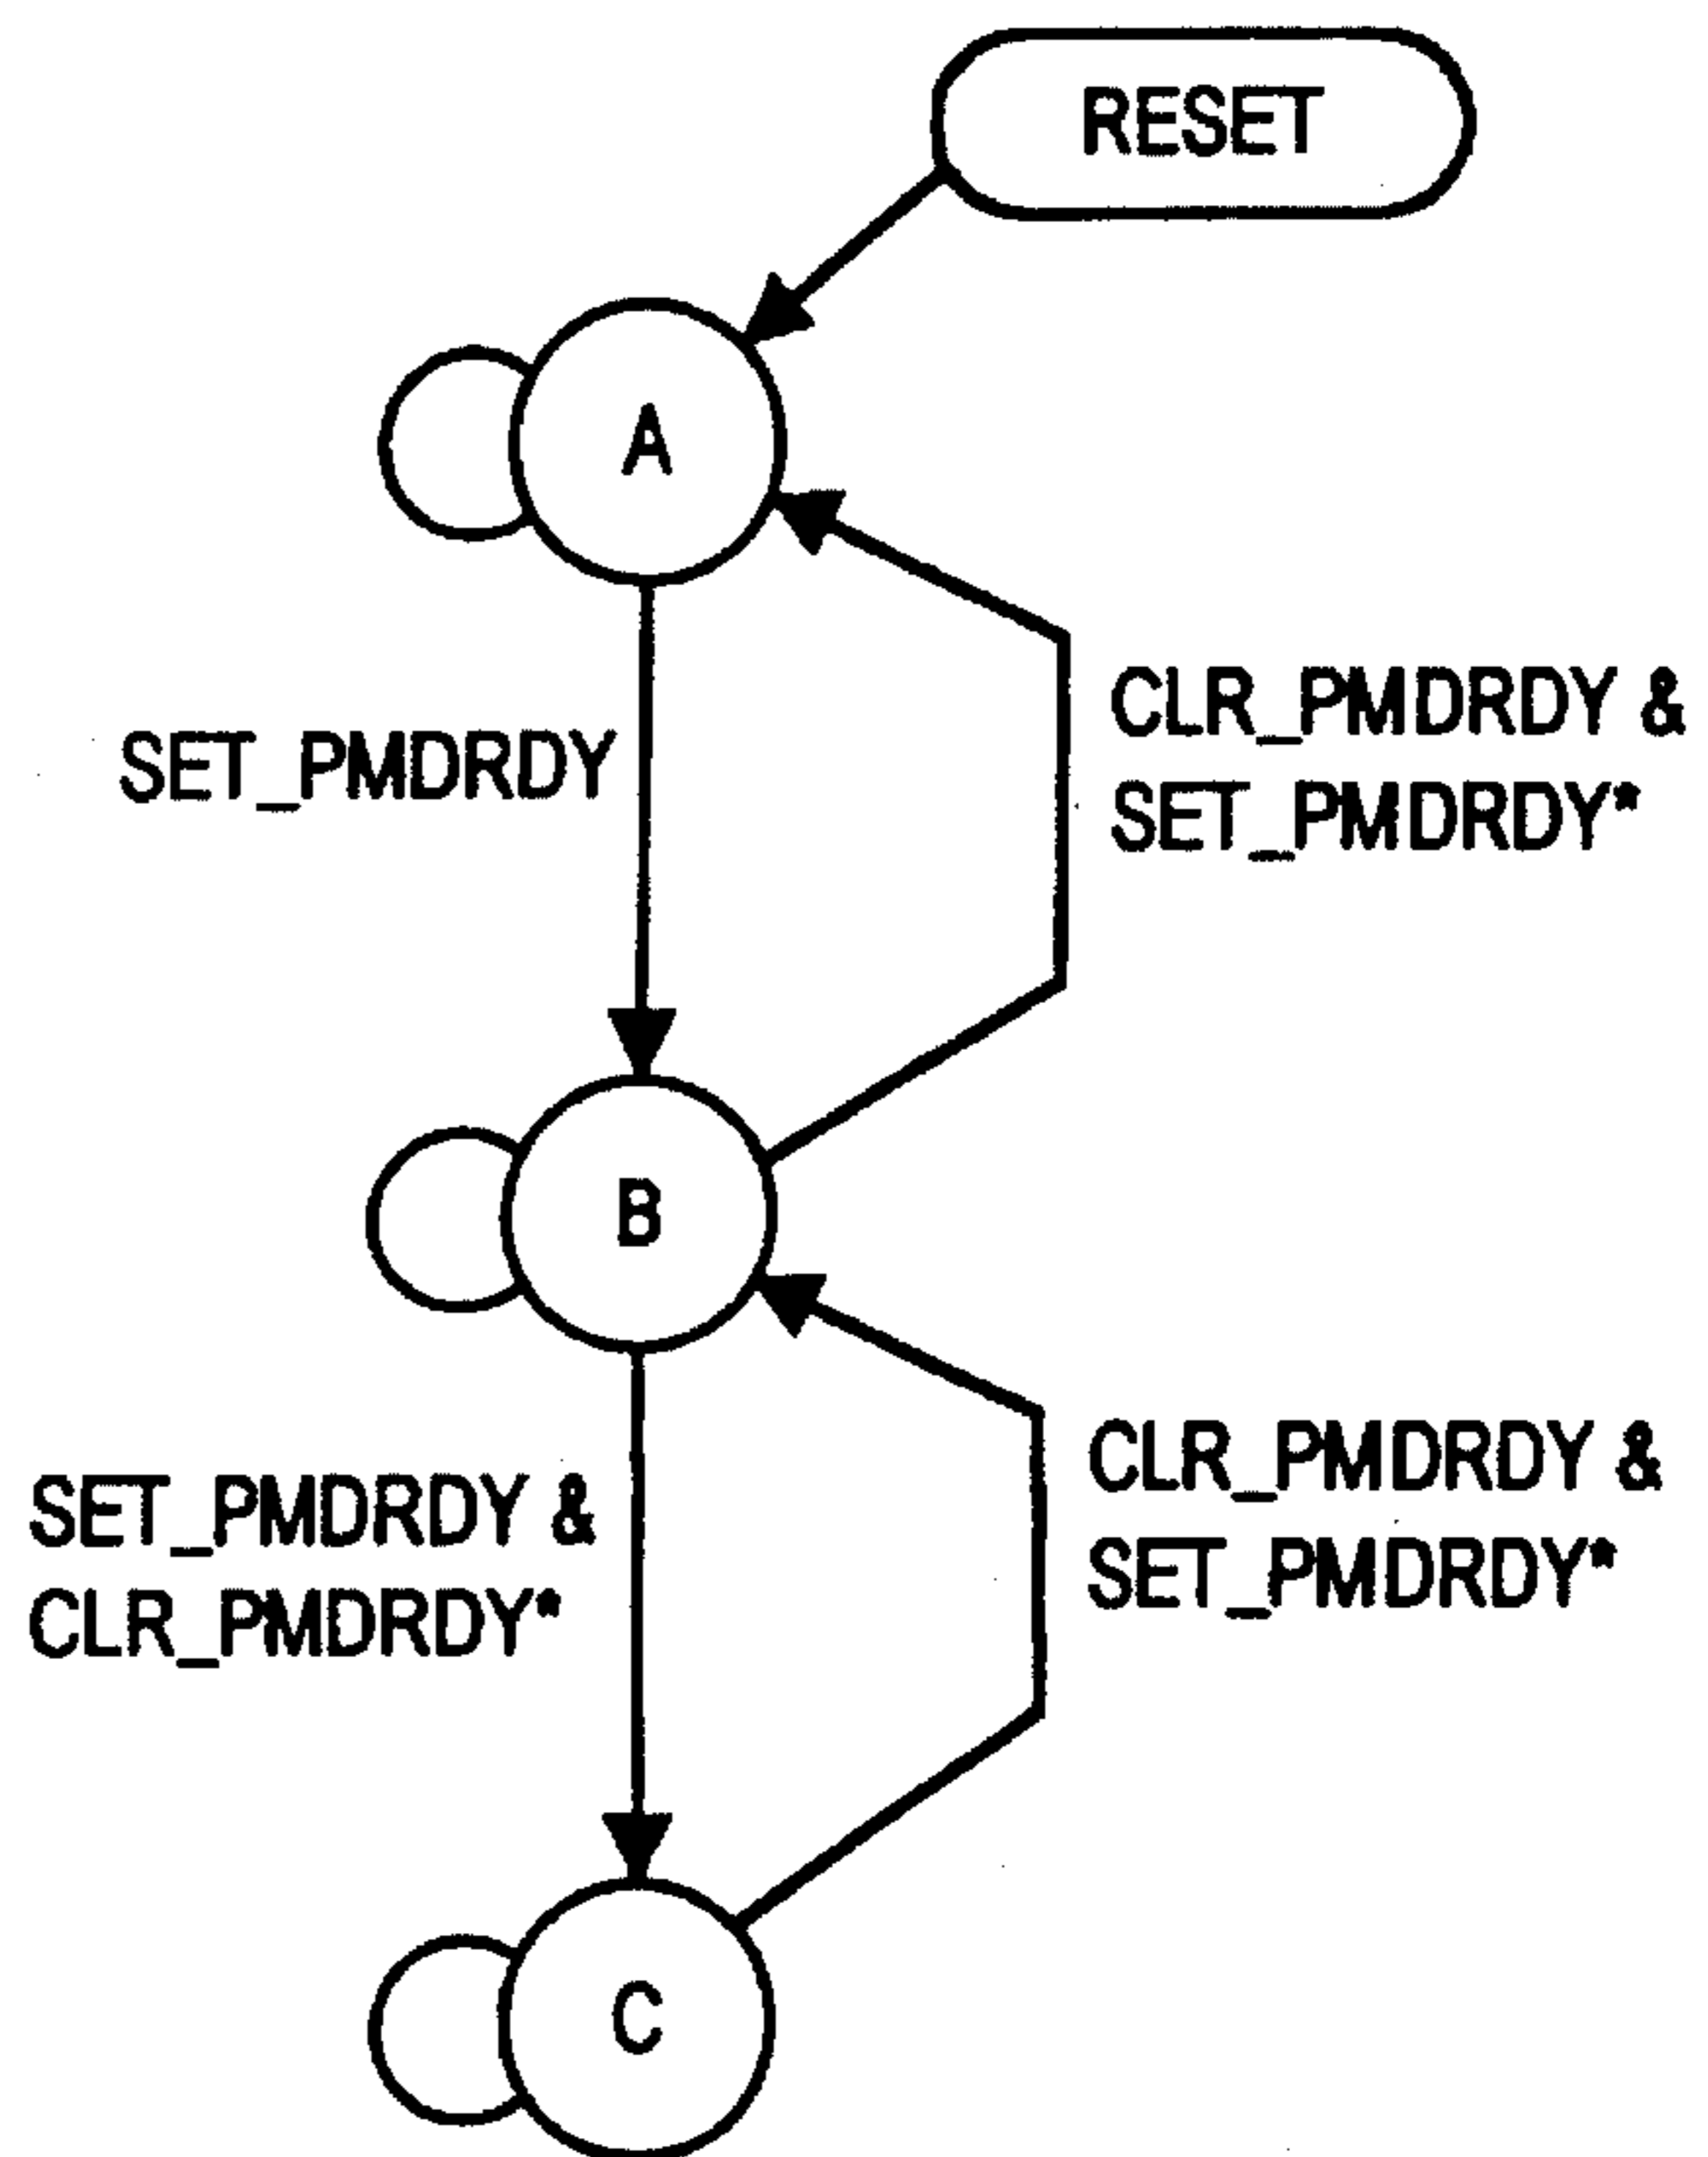 RESET
A
SET_PMDRDY
CLR_PMDRDY &
SET_PMDRDY*
B
SET_PMDRDY &
CLR_PMDRDY*
CLR_PMDRDY &
SET_PMDRDY*
C